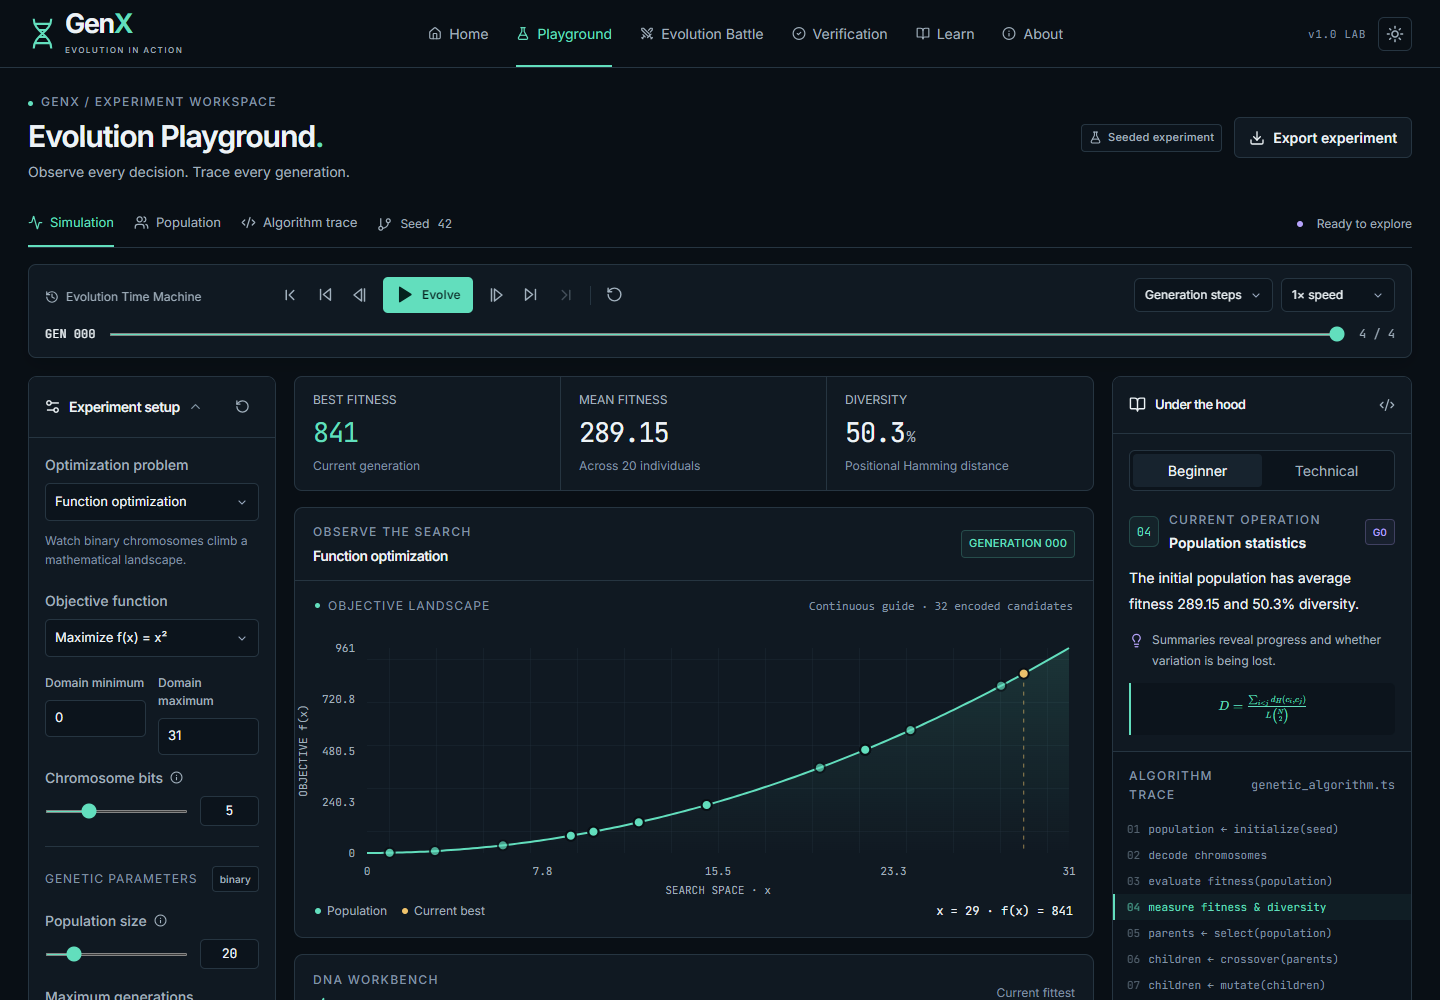 GenX
EVOLUTION IN ACTION
Home
Playground
Evolution Battle
Verification
Learn
About
v1.0 LAB
GENX / EXPERIMENT WORKSPACE
Evolution Playground.
Observe every decision. Trace every generation.
Seeded experiment
Export experiment
Simulation
Population
Algorithm trace
Seed 42
Ready to explore
Evolution Time Machine
Evolve
Generation steps
1× speed
GEN 000
4 / 4
Experiment setup
Optimization problem
Function optimization
Watch binary chromosomes climb a
mathematical landscape.
Objective function
Maximize f(x) = x²
Domain minimum
0
Domain
maximum
31
Chromosome bits
5
GENETIC PARAMETERS
binary
Population size
20
Maximum generations
BEST FITNESS
841
Current generation
MEAN FITNESS
289.15
Across 20 individuals
DIVERSITY
50.3%
Positional Hamming distance
OBSERVE THE SEARCH
Function optimization
GENERATION 000
OBJECTIVE LANDSCAPE
Continuous guide · 32 encoded candidates
OBJECTIVE f(x)
961
720.8
480.5
240.3
0
0 7.8 15.5 23.3 31
SEARCH SPACE · x
Population
Current best
x = 29 · f(x) = 841
DNA WORKBENCH
Current fittest
Under the hood
Beginner
Technical
04
CURRENT OPERATION
Population statistics
G0
The initial population has average
fitness 289.15 and 50.3% diversity.
Summaries reveal progress and whether
variation is being lost.
D = ∑i<j dH(ci,cj) / L(N 2)
ALGORITHM
TRACE
genetic_algorithm.ts
01 population ← initialize(seed)
02 decode chromosomes
03 evaluate fitness(population)
04 measure fitness & diversity
05 parents ← select(population)
06 children ← crossover(parents)
07 children ← mutate(children)